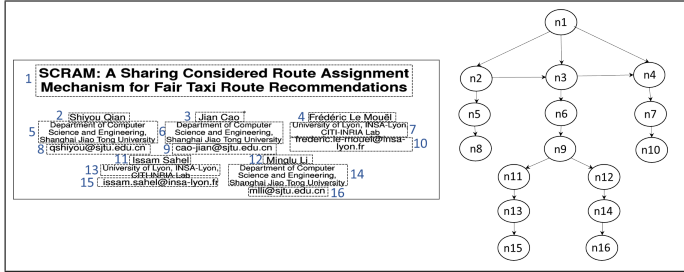 1 SCRAM: A Sharing Considered Route Assignment
Mechanism for Fair Taxi Route Recommendations
2 Shiyou Qian
5 Department of Computer
Science and Engineering,
Shanghai Jiao Tong University
8 qshiyou@sjtu.edu.cn
3 Jian Cao*
6 Department of Computer
Science and Engineering,
Shanghai Jiao Tong University
9 cao-jian@sjtu.edu.cn
4 Frédéric Le Mouël
University of Lyon, INSA-Lyon 7
CITI-INRIA Lab
frederic.le-mouel@insa- 10
lyon.fr
11 Issam Sahel
13 University of Lyon, INSA-Lyon,
CITI-INRIA Lab
15 issam.sahel@insa-lyon.fr
12 Minglu Li
Department of Computer
Science and Engineering, 14
Shanghai Jiao Tong University
mlli@sjtu.edu.cn 16
n1
n2 n3 n4
n5 n6 n7
n8 n9 n10
n11 n12
n13 n14
n15 n16